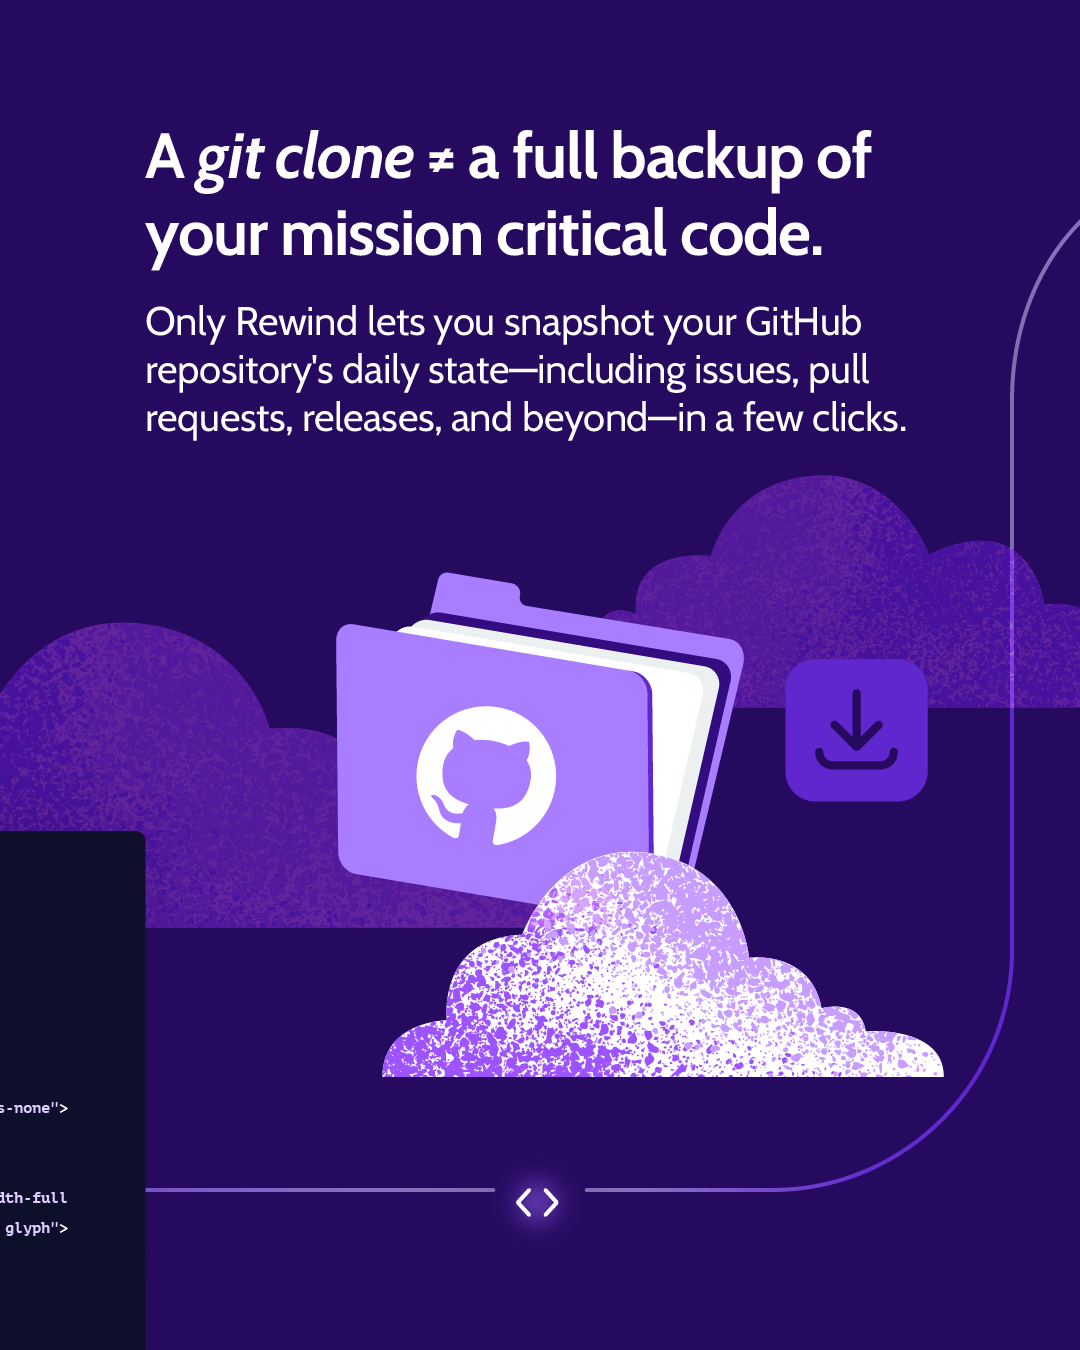 A git clone ≠ a full backup of
your mission critical code.
Only Rewind lets you snapshot your GitHub
repository's daily state—including issues, pull
requests, releases, and beyond—in a few clicks.
s-none">
dth-full
glyph">